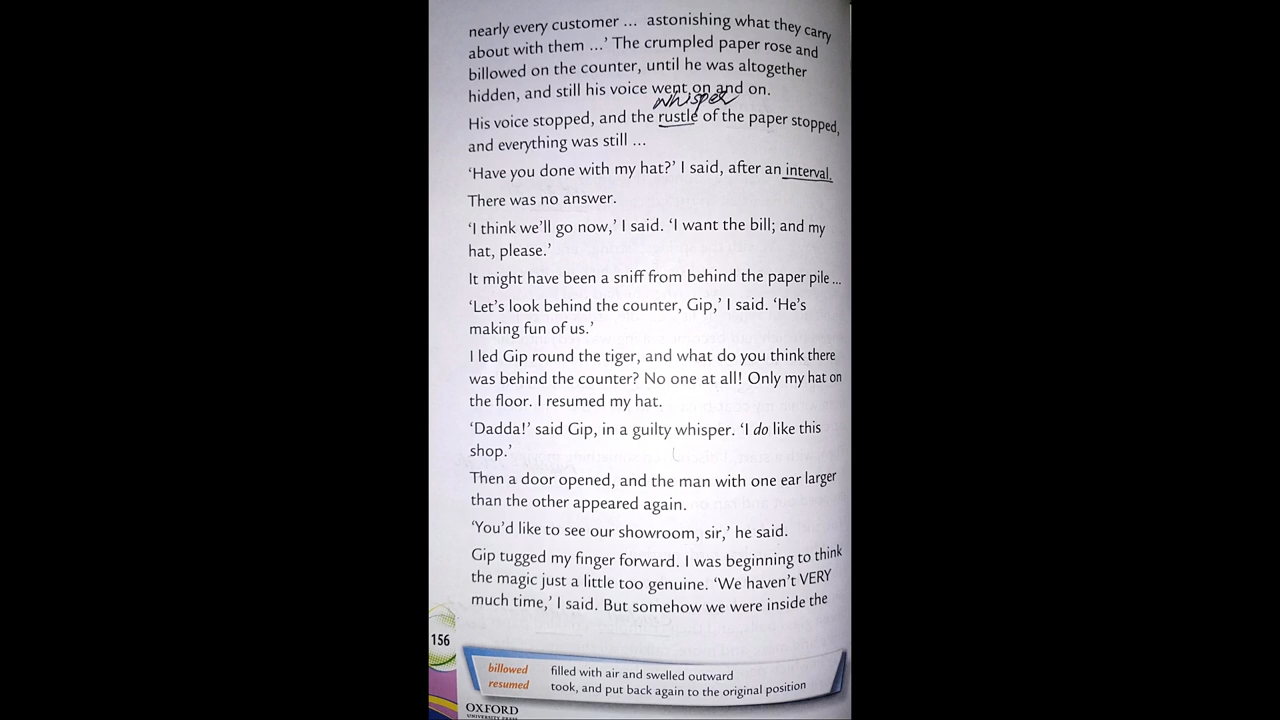 nearly every customer ... astonishing what they carry
about with them ...’ The crumpled paper rose and
billowed on the counter, until he was altogether
hidden, and still his voice went on and on.
whisper
His voice stopped, and the rustle of the paper stopped,
and everything was still ...
‘Have you done with my hat?’ I said, after an interval.
There was no answer.
‘I think we’ll go now,’ I said. ‘I want the bill; and my
hat, please.’
It might have been a sniff from behind the paper pile ...
‘Let’s look behind the counter, Gip,’ I said. ‘He’s
making fun of us.’
I led Gip round the tiger, and what do you think there
was behind the counter? No one at all! Only my hat on
the floor. I resumed my hat.
‘Dadda!’ said Gip, in a guilty whisper. ‘I do like this
shop.’
Then a door opened, and the man with one ear larger
than the other appeared again.
‘You’d like to see our showroom, sir,’ he said.
Gip tugged my finger forward. I was beginning to think
the magic just a little too genuine. ‘We haven’t VERY
much time,’ I said. But somehow we were inside the
156
billowed filled with air and swelled outward
resumed took, and put back again to the original position
OXFORD
UNIVERSITY PRESS